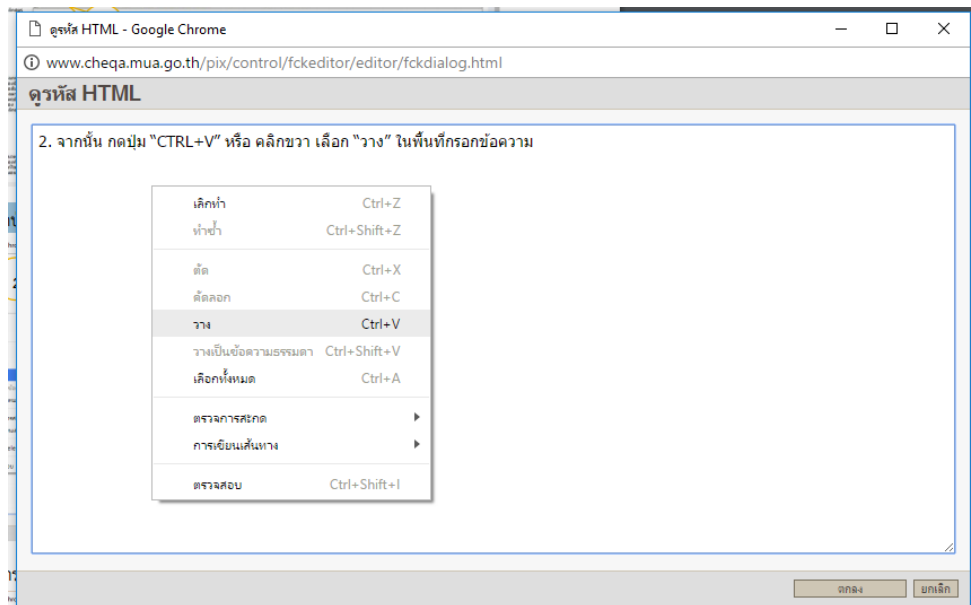 ดูรหัส HTML - Google Chrome
www.cheqa.mua.go.th/pix/control/fckeditor/editor/fckdialog.html
ดูรหัส HTML
2. จากนั้น กดปุ่ม “CTRL+V” หรือ คลิกขวา เลือก “วาง” ในพื้นที่กรอกข้อความ
เลิกทำ Ctrl+Z
ทำซ้ำ Ctrl+Shift+Z
ตัด Ctrl+X
คัดลอก Ctrl+C
วาง Ctrl+V
วางเป็นข้อความธรรมดา Ctrl+Shift+V
เลือกทั้งหมด Ctrl+A
ตรวจการสะกด
การเขียนเส้นทาง
ตรวจสอบ Ctrl+Shift+I
ตกลง ยกเลิก